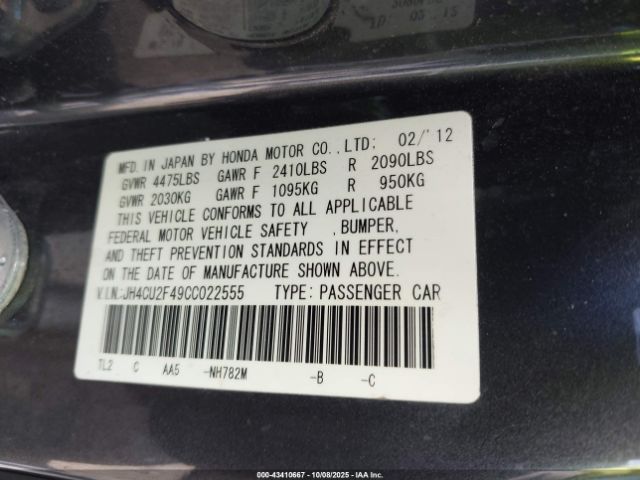 ID: 03 15
MFD. IN JAPAN BY HONDA MOTOR CO.,LTD: 02/'12
GVWR 4475LBS GAWR F 2410LBS R 2090LBS
GVWR 2030KG GAWR F 1095KG R 950KG
THIS VEHICLE CONFORMS TO ALL APPLICABLE
FEDERAL MOTOR VEHICLE SAFETY ,BUMPER,
AND THEFT PREVENTION STANDARDS IN EFFECT
ON THE DATE OF MANUFACTURE SHOWN ABOVE.
V.I.N.:JH4CU2F49CC022555 TYPE: PASSENGER CAR
TL2 C AA5 -NH782M -B -C
000-43410667 | 10/08/2025 | IAA Inc.